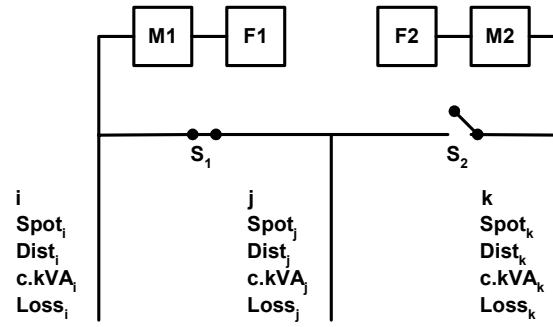 M1 F1 F2 M2
S₁ S₂
i j k
Spotᵢ Spotⱼ Spotₖ
Distᵢ Distⱼ Distₖ
c.kVAᵢ c.kVAⱼ c.kVAₖ
Lossᵢ Lossⱼ Lossₖ